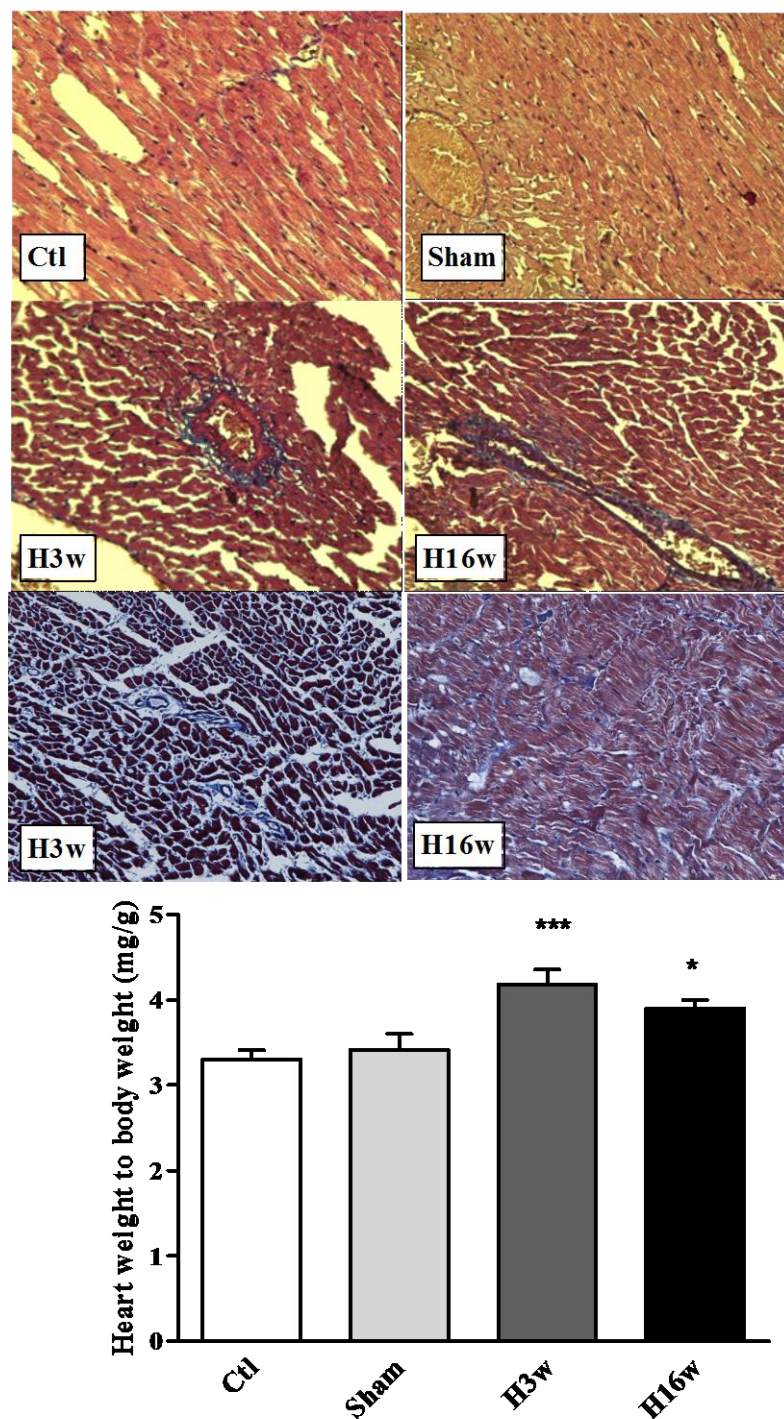 Ctl
Sham
H3w
H16w
H3w
H16w
Heart weight to body weight (mg/g)
5
4
3
2
1
0
***
*
Ctl
Sham
H3w
H16w